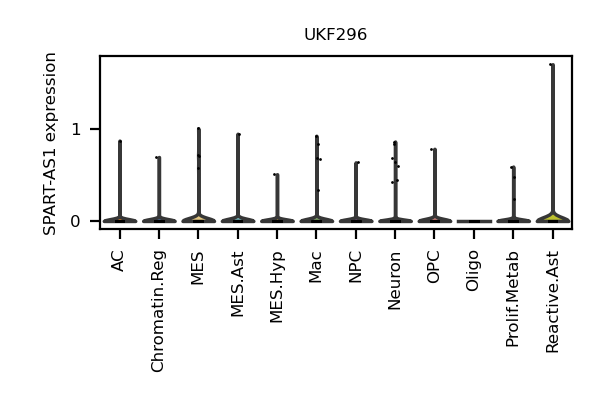 UKF296
SPART-AS1 expression
1
0
AC
Chromatin.Reg
MES
MES.Ast
MES.Hyp
Mac
NPC
Neuron
OPC
Oligo
Prolif.Metab
Reactive.Ast